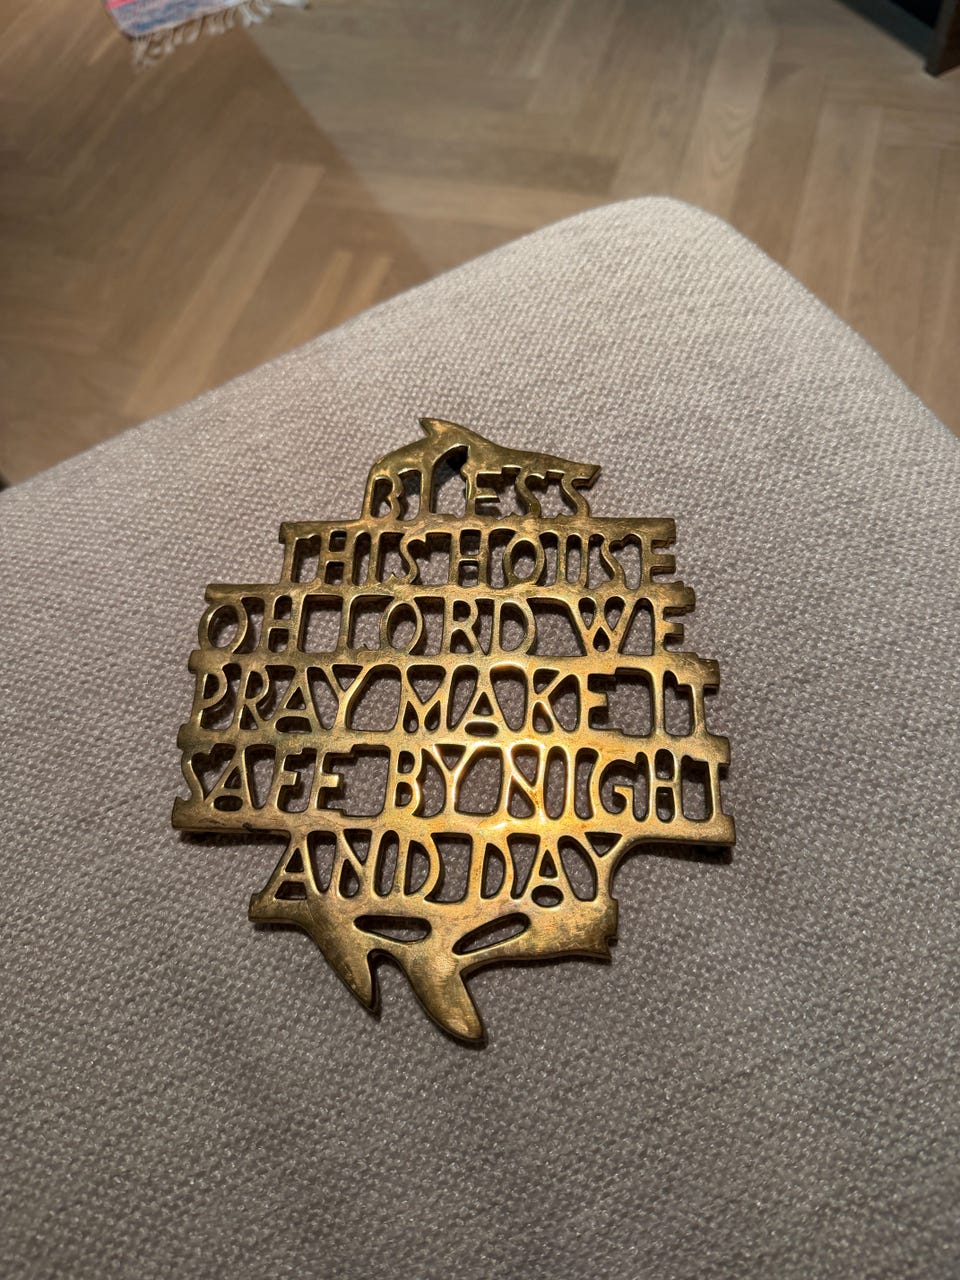 BLESS
THIS HOUSE
OH LORD WE
PRAY MAKE IT
SAFE BY NIGHT
AND DAY